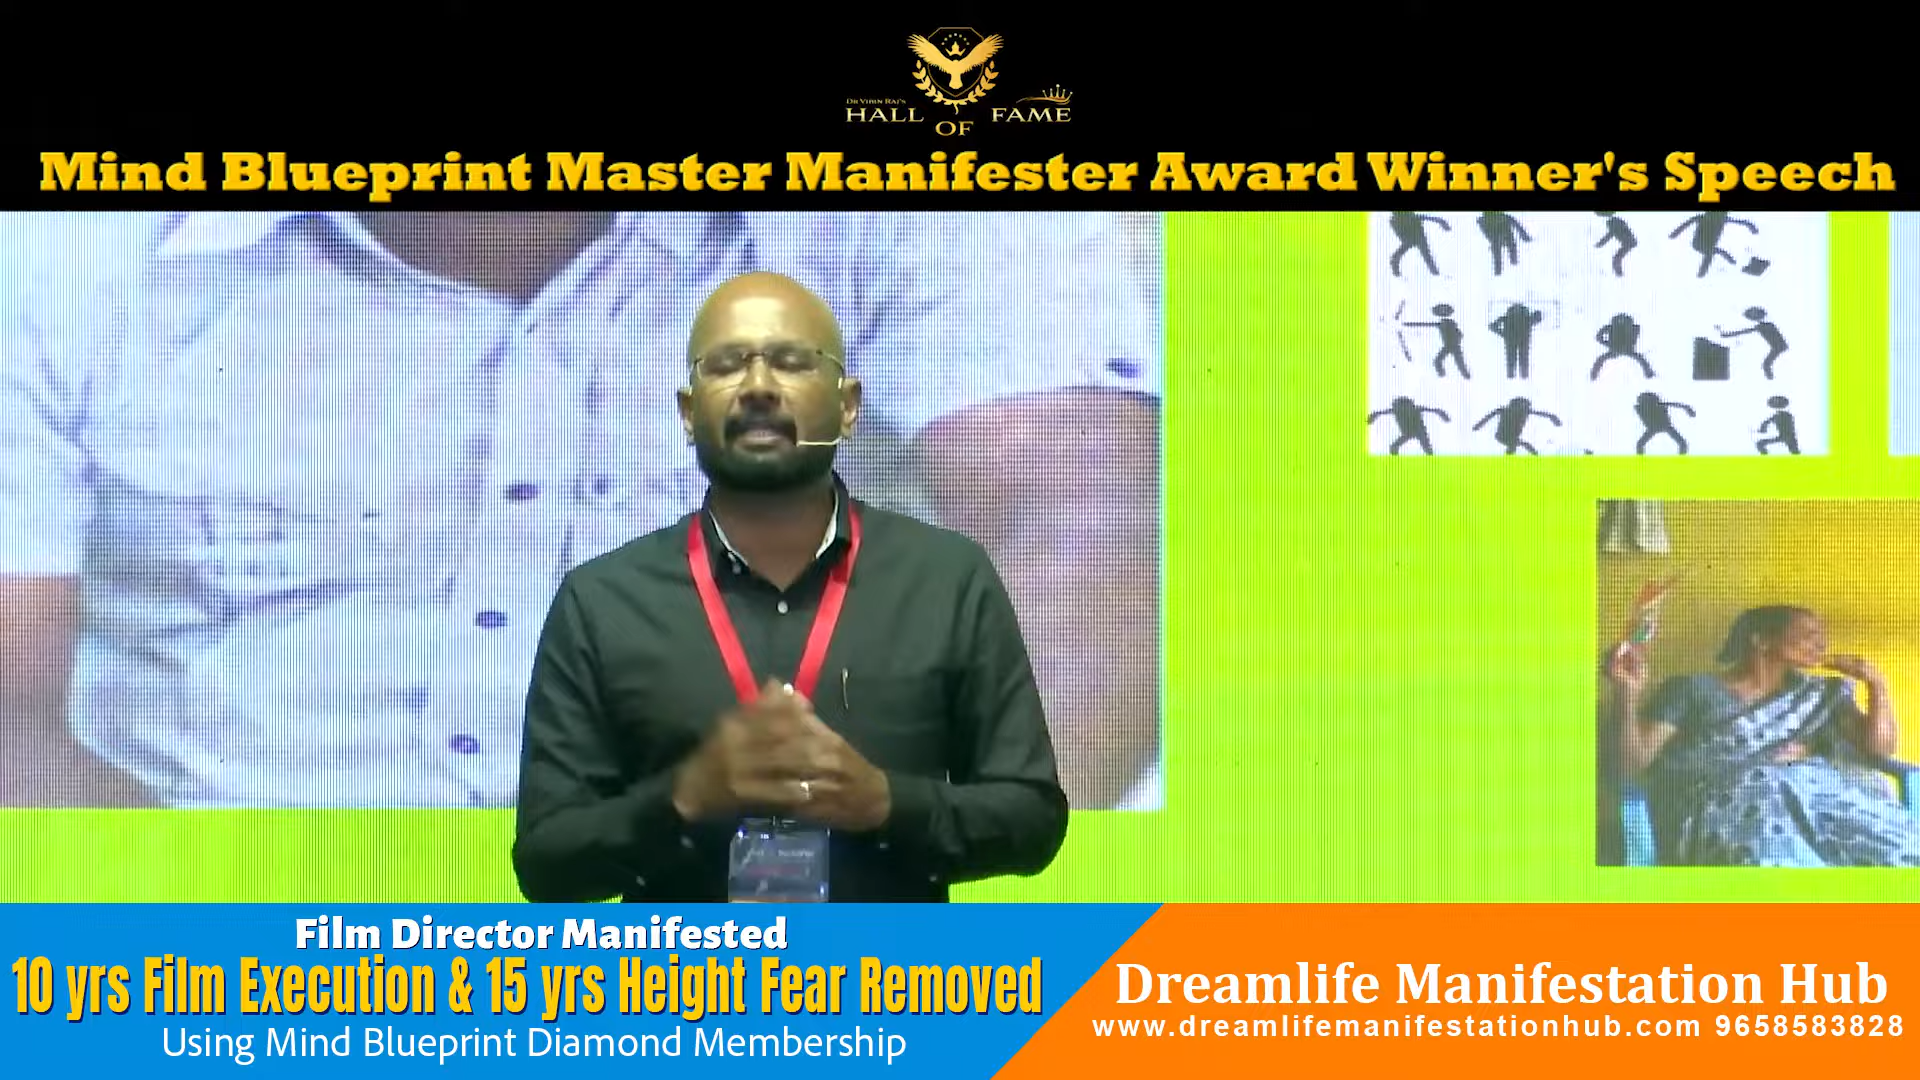 Dr Vibin Raj's
HALL OF FAME
Mind Blueprint Master Manifester Award Winner's Speech
Film Director Manifested
10 yrs Film Execution & 15 yrs Height Fear Removed
Using Mind Blueprint Diamond Membership
Dreamlife Manifestation Hub
www.dreamlifemanifestationhub.com 9658583828